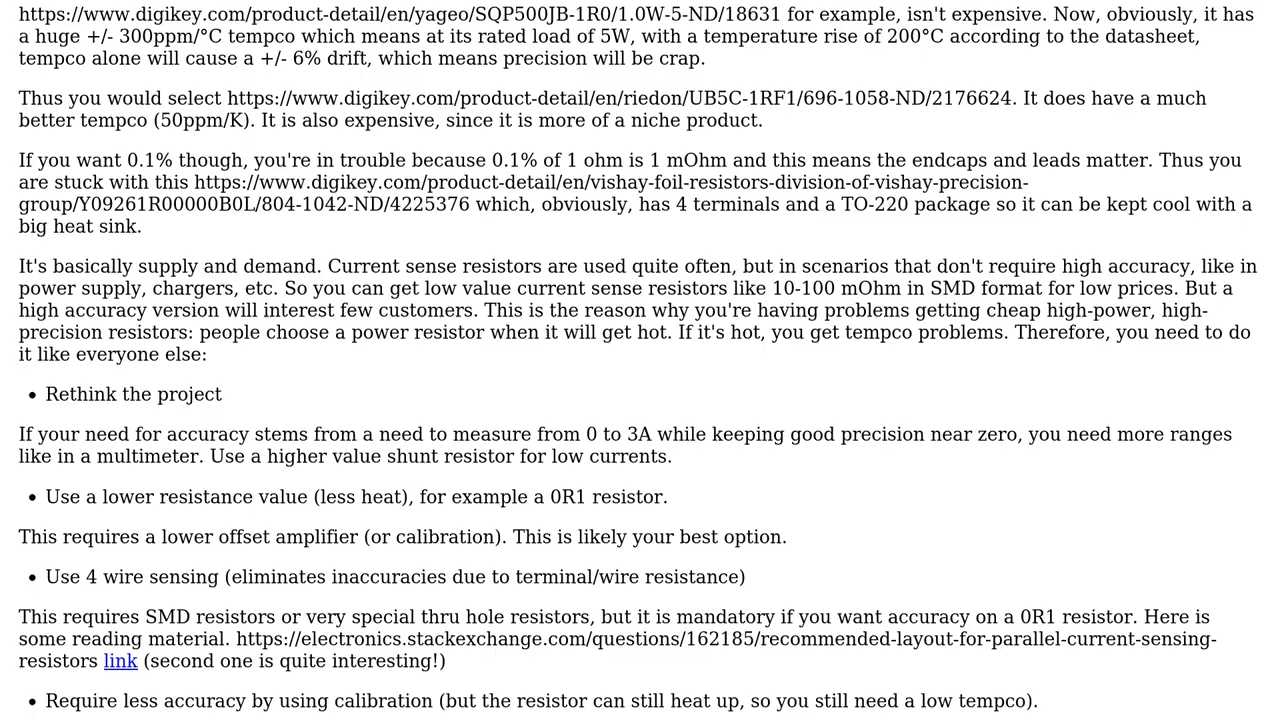 https://www.digikey.com/product-detail/en/yageo/SQP500JB-1R0/1.0W-5-ND/18631 for example, isn't expensive. Now, obviously, it has
a huge +/- 300ppm/°C tempco which means at its rated load of 5W, with a temperature rise of 200°C according to the datasheet,
tempco alone will cause a +/- 6% drift, which means precision will be crap.
Thus you would select https://www.digikey.com/product-detail/en/riedon/UB5C-1RF1/696-1058-ND/2176624. It does have a much
better tempco (50ppm/K). It is also expensive, since it is more of a niche product.
If you want 0.1% though, you're in trouble because 0.1% of 1 ohm is 1 mOhm and this means the endcaps and leads matter. Thus you
are stuck with this https://www.digikey.com/product-detail/en/vishay-foil-resistors-division-of-vishay-precision-
group/Y09261R00000B0L/804-1042-ND/4225376 which, obviously, has 4 terminals and a TO-220 package so it can be kept cool with a
big heat sink.
It's basically supply and demand. Current sense resistors are used quite often, but in scenarios that don't require high accuracy, like in
power supply, chargers, etc. So you can get low value current sense resistors like 10-100 mOhm in SMD format for low prices. But a
high accuracy version will interest few customers. This is the reason why you're having problems getting cheap high-power, high-
precision resistors: people choose a power resistor when it will get hot. If it's hot, you get tempco problems. Therefore, you need to do
it like everyone else:
• Rethink the project
If your need for accuracy stems from a need to measure from 0 to 3A while keeping good precision near zero, you need more ranges
like in a multimeter. Use a higher value shunt resistor for low currents.
• Use a lower resistance value (less heat), for example a 0R1 resistor.
This requires a lower offset amplifier (or calibration). This is likely your best option.
• Use 4 wire sensing (eliminates inaccuracies due to terminal/wire resistance)
This requires SMD resistors or very special thru hole resistors, but it is mandatory if you want accuracy on a 0R1 resistor. Here is
some reading material. https://electronics.stackexchange.com/questions/162185/recommended-layout-for-parallel-current-sensing-
resistors link (second one is quite interesting!)
• Require less accuracy by using calibration (but the resistor can still heat up, so you still need a low tempco).